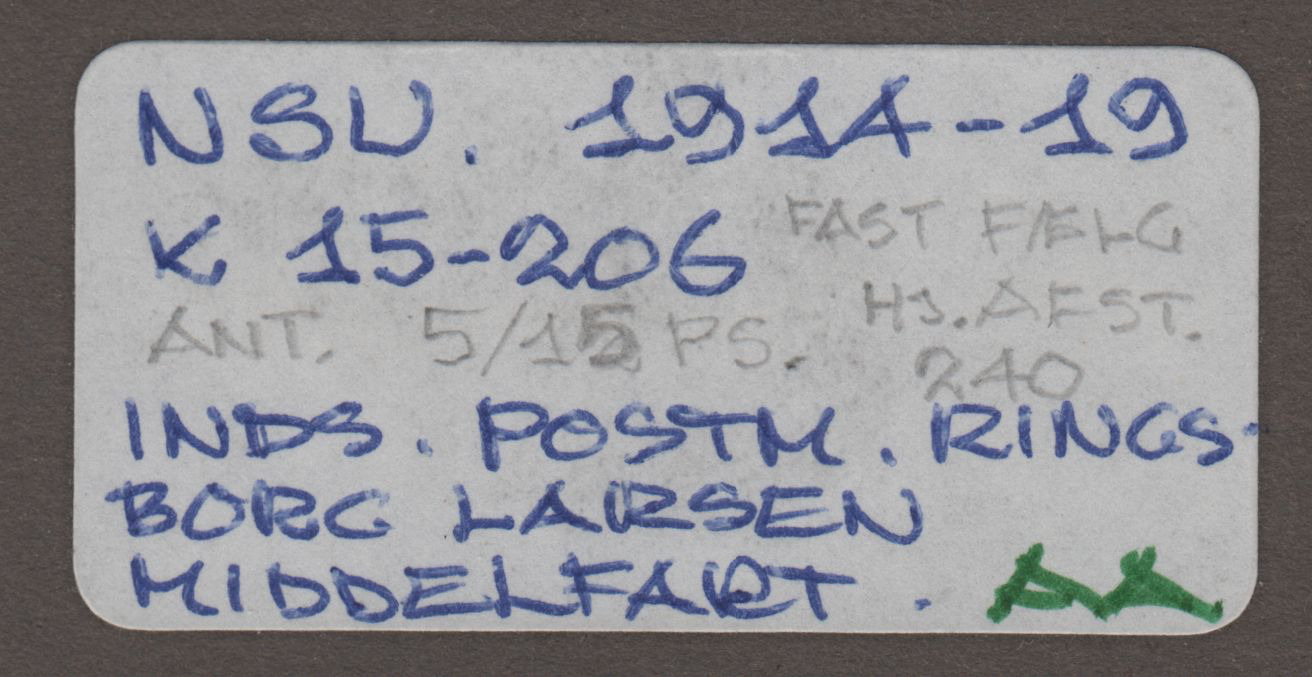 NSU. 1914-19
K 15-206 FAST FÆLG
HJ. AFST.
ANT. 5/15 PS.
240
INDS. POSTM. RINGS-
BORG LARSEN
MIDDELFART.